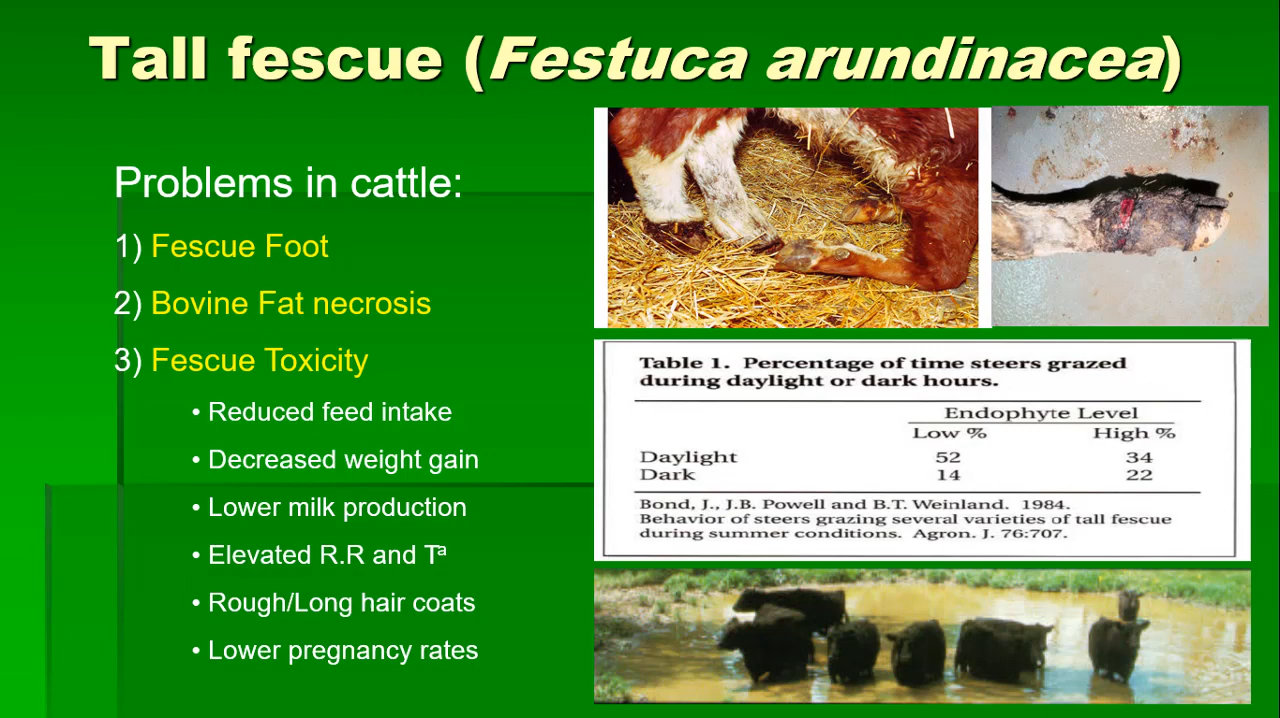 Tall fescue (Festuca arundinacea)
Problems in cattle:
1) Fescue Foot
2) Bovine Fat necrosis
3) Fescue Toxicity
• Reduced feed intake
• Decreased weight gain
• Lower milk production
• Elevated R.R and Tª
• Rough/Long hair coats
• Lower pregnancy rates
Table 1. Percentage of time steers grazed
during daylight or dark hours.
Endophyte Level
Low % High %
Daylight 52 34
Dark 14 22
Bond, J., J.B. Powell and B.T. Weinland. 1984.
Behavior of steers grazing several varieties of tall fescue
during summer conditions. Agron. J. 76:707.